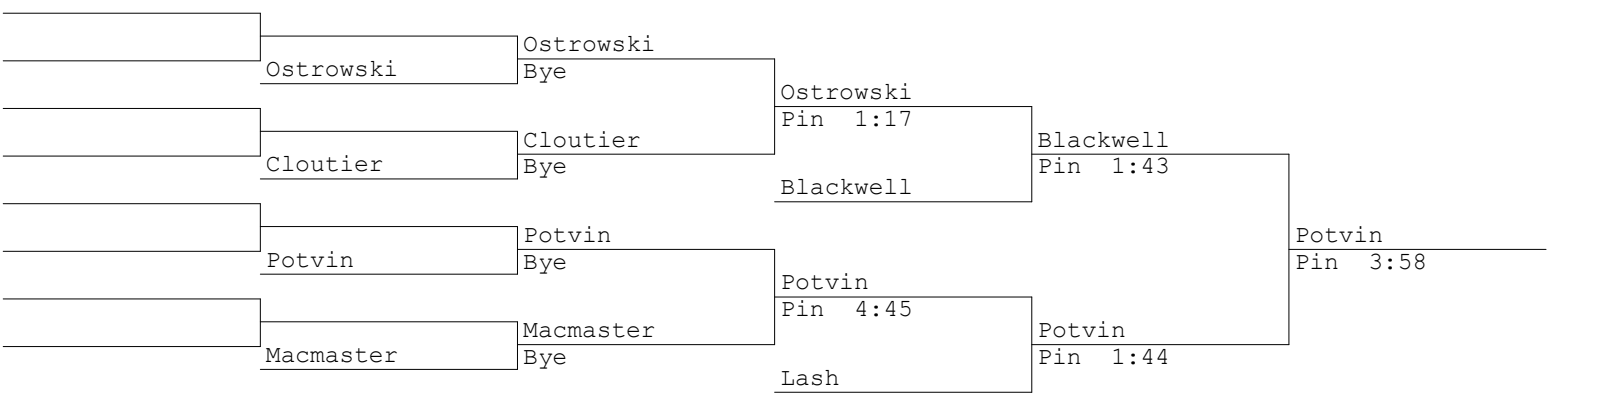 Ostrowski
Cloutier
Potvin
Macmaster
Ostrowski
Bye
Cloutier
Bye
Potvin
Bye
Macmaster
Bye
Ostrowski
Pin 1:17
Blackwell
Potvin
Pin 4:45
Lash
Blackwell
Pin 1:43
Potvin
Pin 1:44
Potvin
Pin 3:58